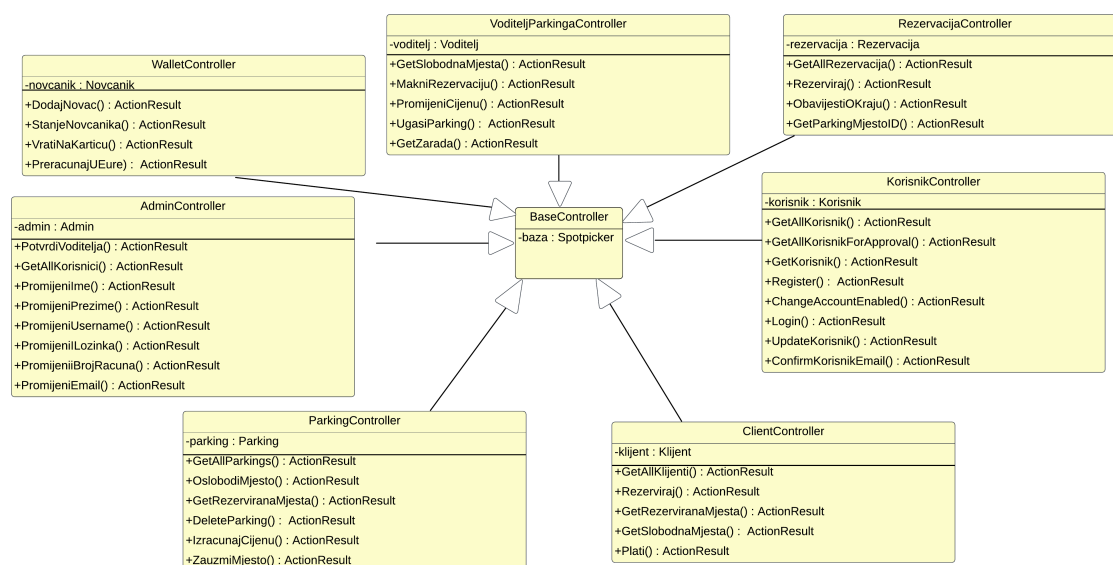 VoditeljParkingaController
-voditelj : Voditelj
+GetSlobodnaMjesta() : ActionResult
+MakniRezervaciju() : ActionResult
+PromijeniCijenu() : ActionResult
+UgasiParking() : ActionResult
+GetZarada() : ActionResult
RezervacijaController
-rezervacija : Rezervacija
+GetAllRezervacija() : ActionResult
+Rezerviraj() : ActionResult
+ObavijestiOKraju() : ActionResult
+GetParkingMjestoID() : ActionResult
WalletController
-novcanik : Novcanik
+DodajNovac() : ActionResult
+StanjeNovcanika() : ActionResult
+VratiNaKarticu() : ActionResult
+PreracunajUEure) : ActionResult
KorisnikController
-korisnik : Korisnik
+GetAllKorisnik() : ActionResult
+GetAllKorisnikForApproval() : ActionResult
+GetKorisnik() : ActionResult
+Register() : ActionResult
+ChangeAccountEnabled() : ActionResult
+Login() : ActionResult
+UpdateKorisnik() : ActionResult
+ConfirmKorisnikEmail() : ActionResult
AdminController
-admin : Admin
+PotvrdiVoditelja() : ActionResult
+GetAllKorisnici() : ActionResult
+PromijeniIme() : ActionResult
+PromijeniPrezime() : ActionResult
+PromijeniUsername() : ActionResult
+PromijeniILozinka() : ActionResult
+PromijeniiBrojRacuna() : ActionResult
+PromijeniEmail() : ActionResult
BaseController
-baza : Spotpicker
ParkingController
-parking : Parking
+GetAllParkings() : ActionResult
+OslobodiMjesto() : ActionResult
+GetRezerviranaMjesta() : ActionResult
+DeleteParking() : ActionResult
+IzracunajCijenu() : ActionResult
+ZauzmiMjesto() : ActionResult
ClientController
-klijent : Klijent
+GetAllKlijenti() : ActionResult
+Rezerviraj() : ActionResult
+GetRezerviranaMjesta() : ActionResult
+GetSlobodnaMjesta() : ActionResult
+Plati() : ActionResult